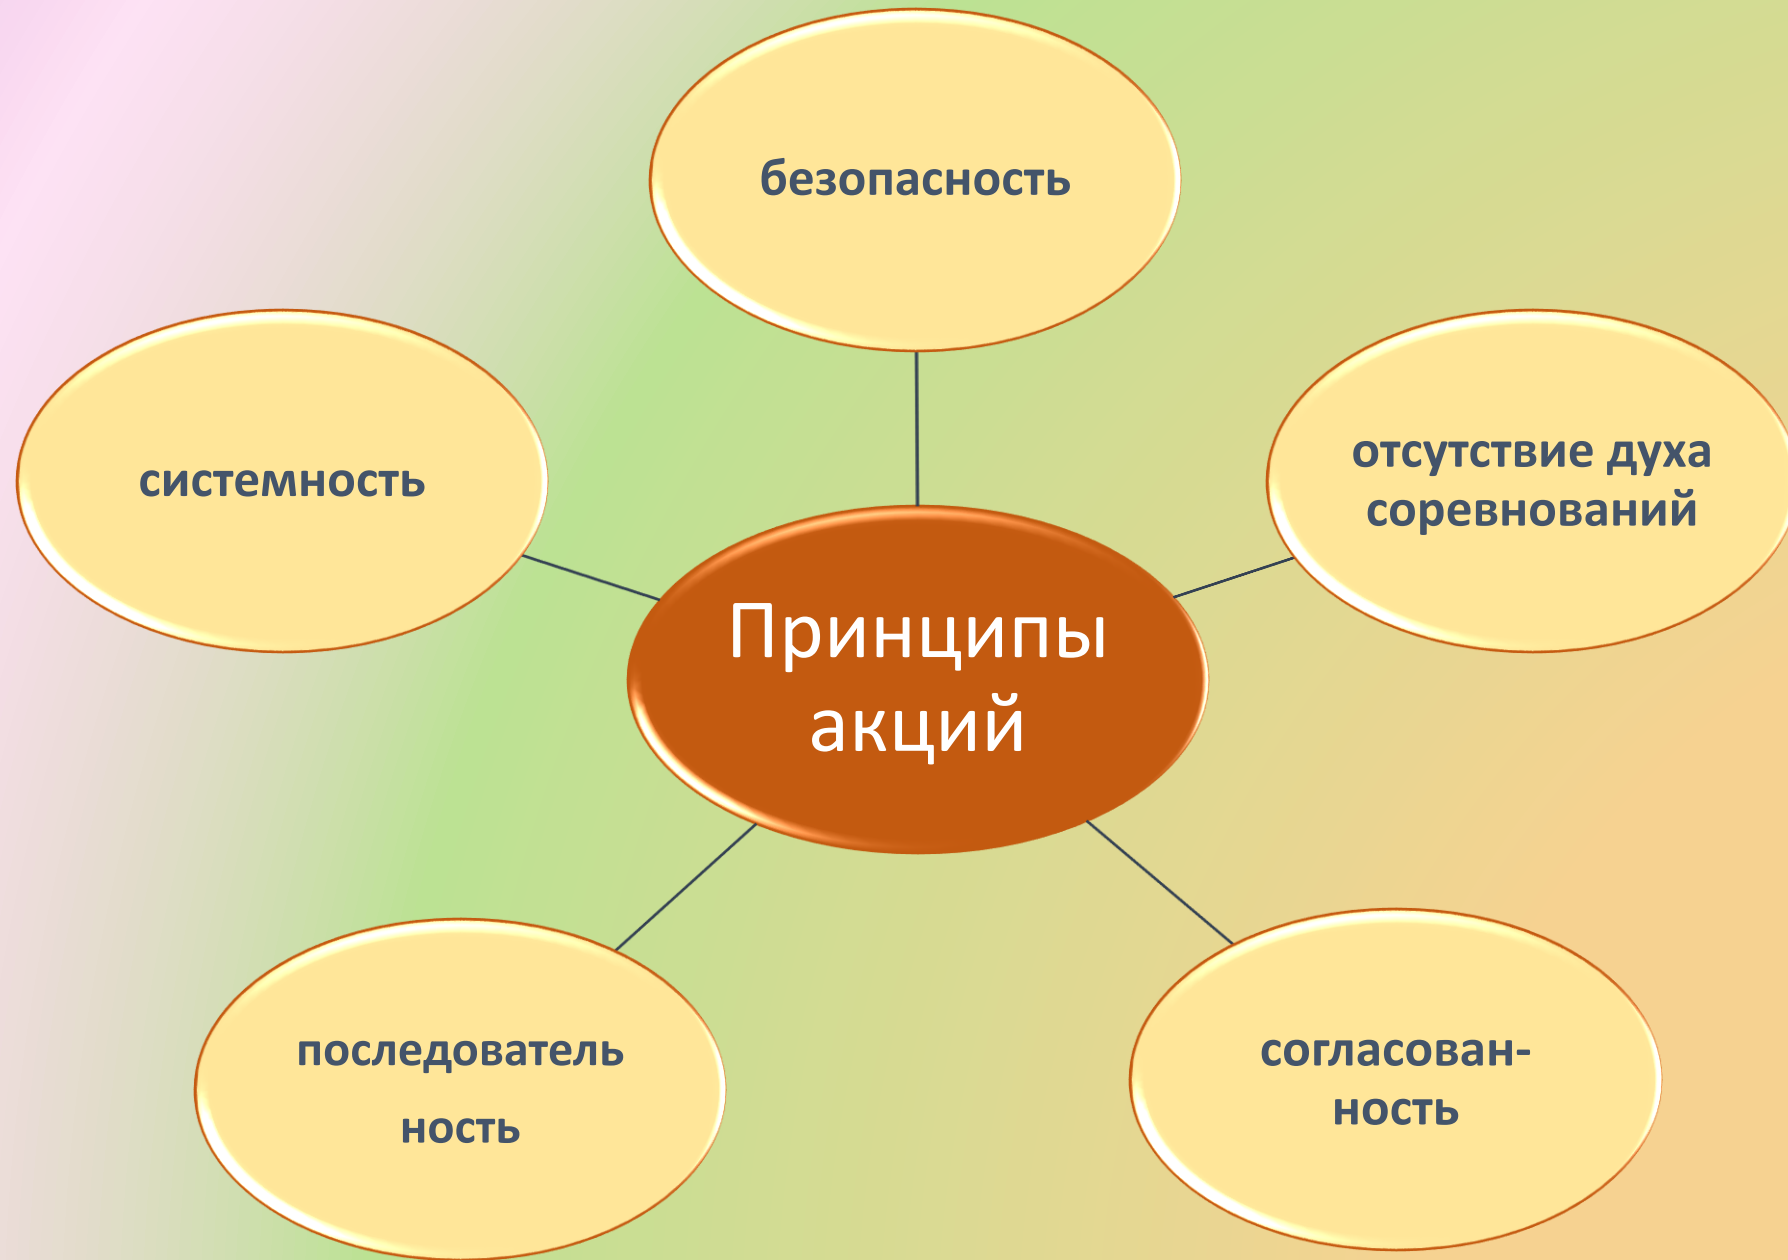 безопасность
системность
отсутствие духа
соревнований
Принципы
акций
последователь
ность
согласован-
ность